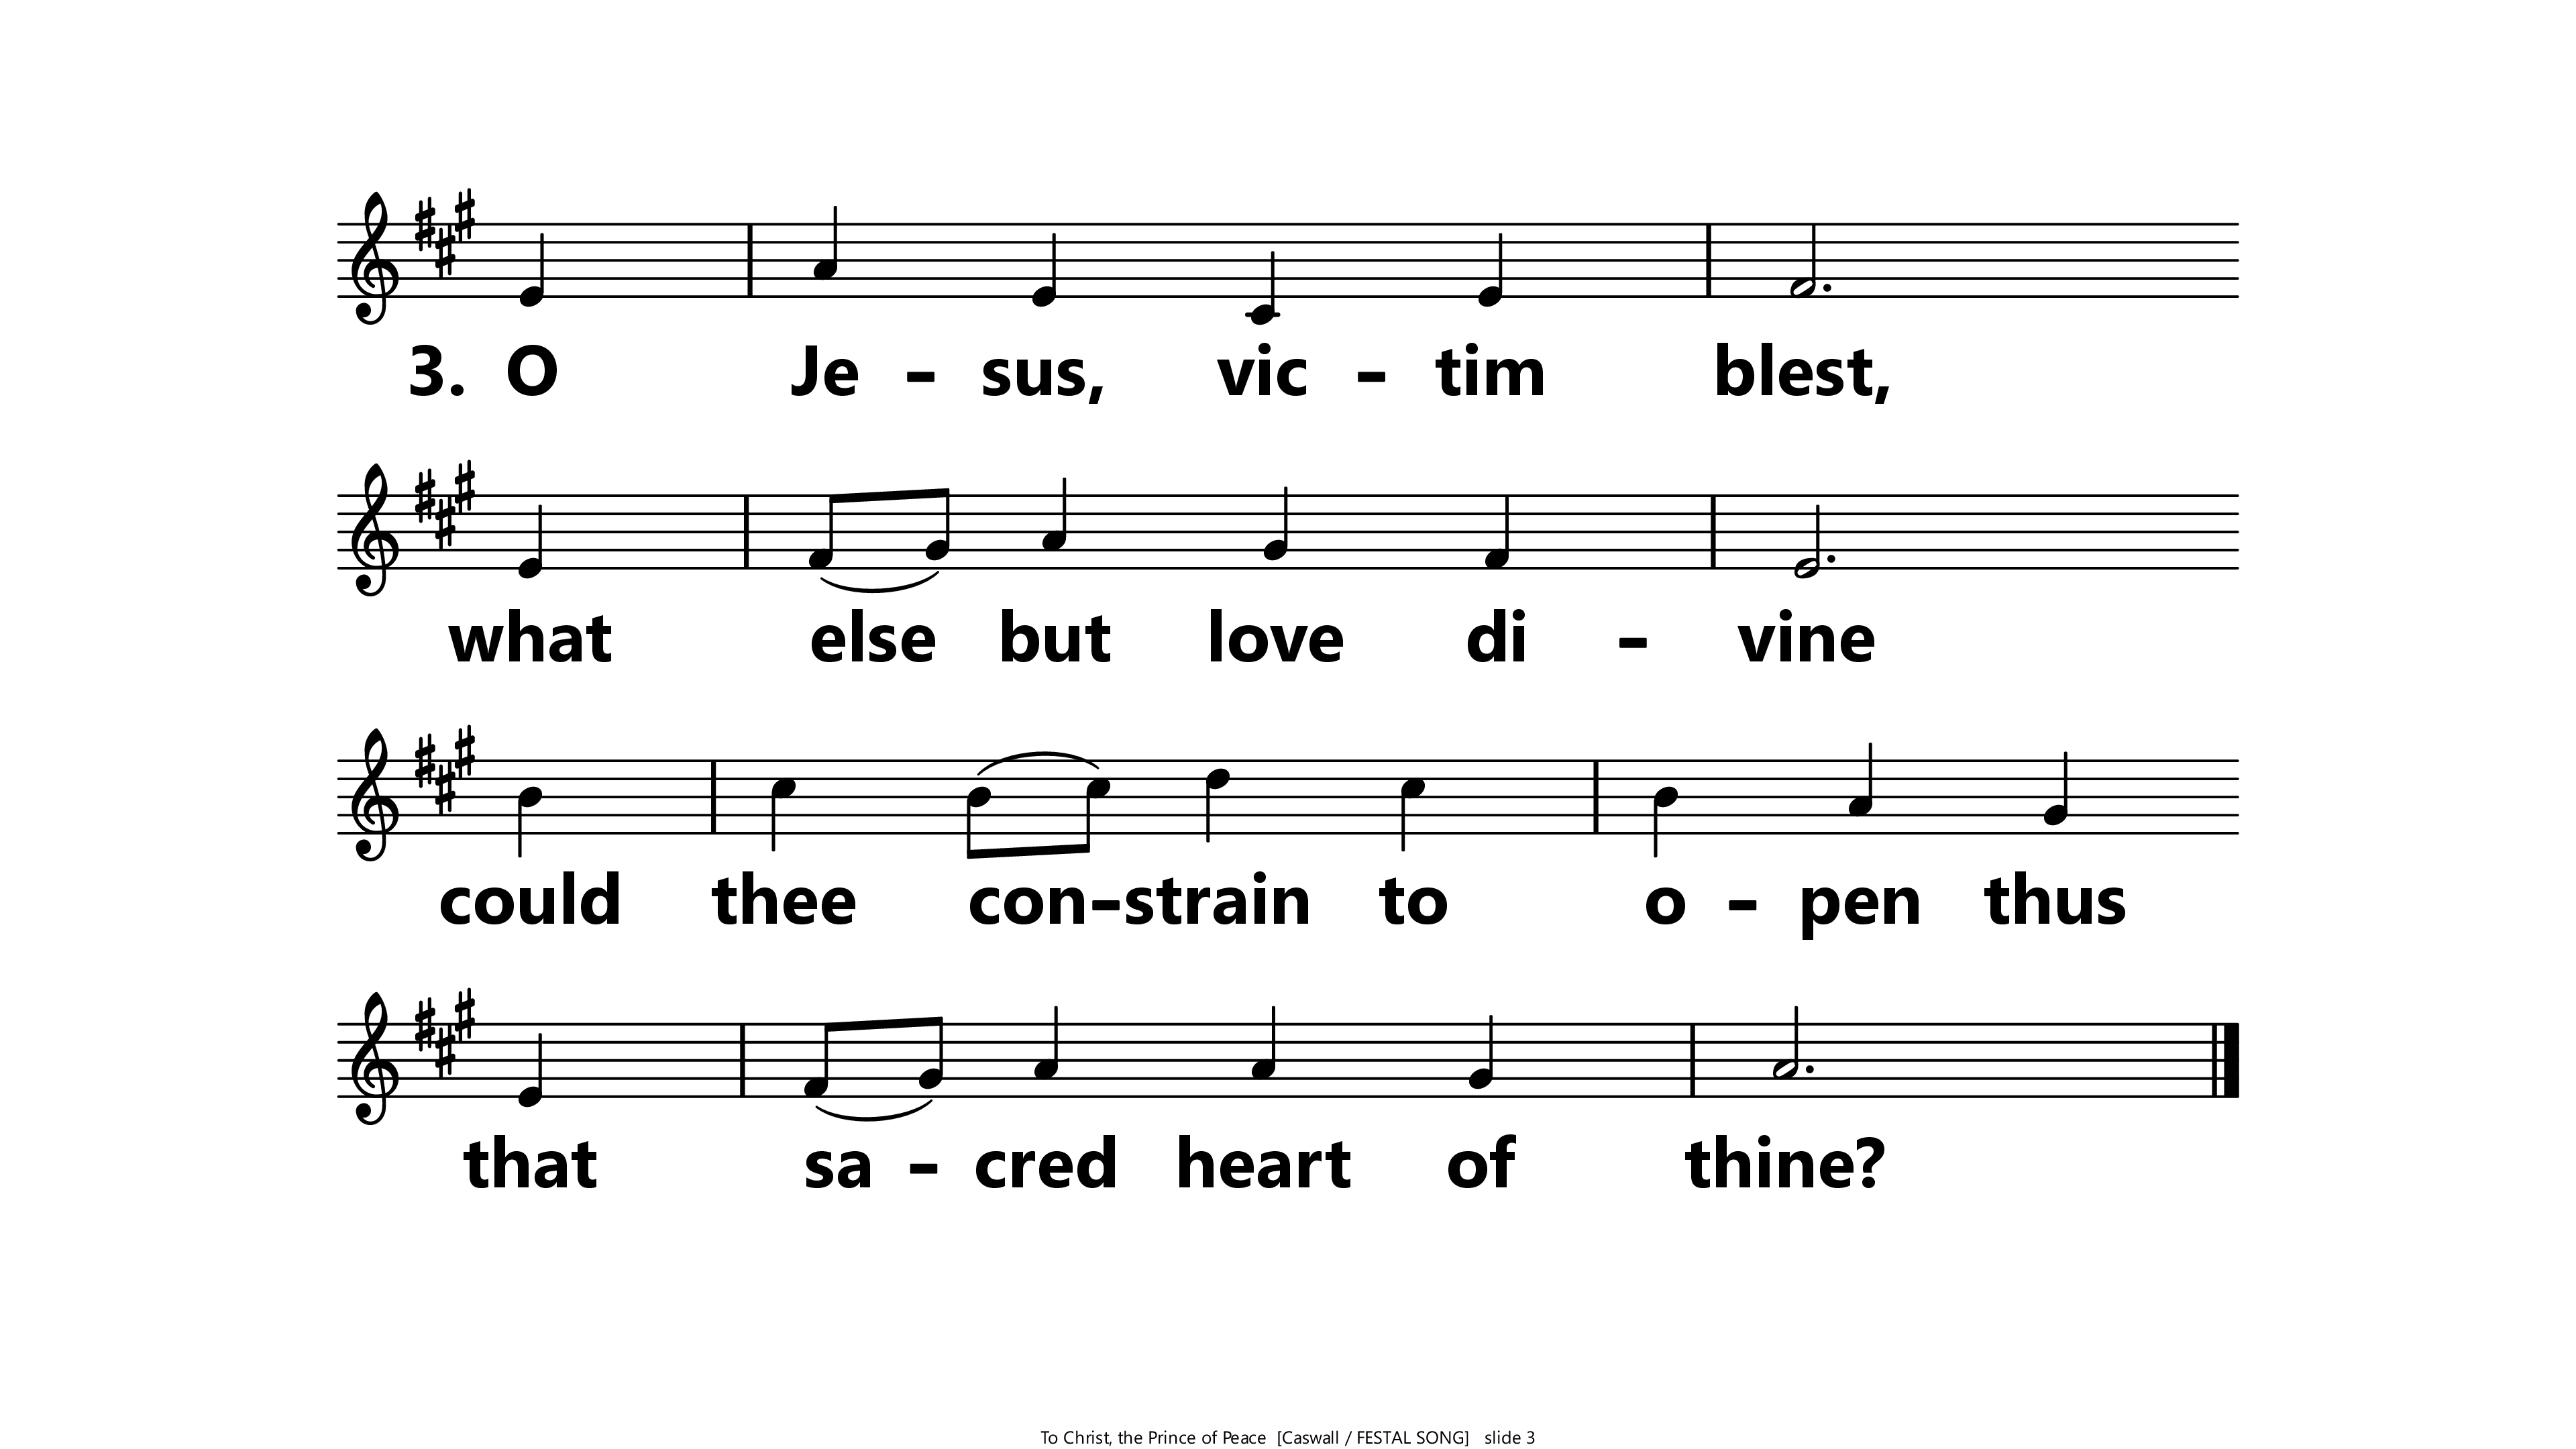 3. O Je - sus, vic - tim blest,
what else but love di - vine
could thee con-strain to o - pen thus
that sa - cred heart of thine?
To Christ, the Prince of Peace [Caswall / FESTAL SONG] slide 3